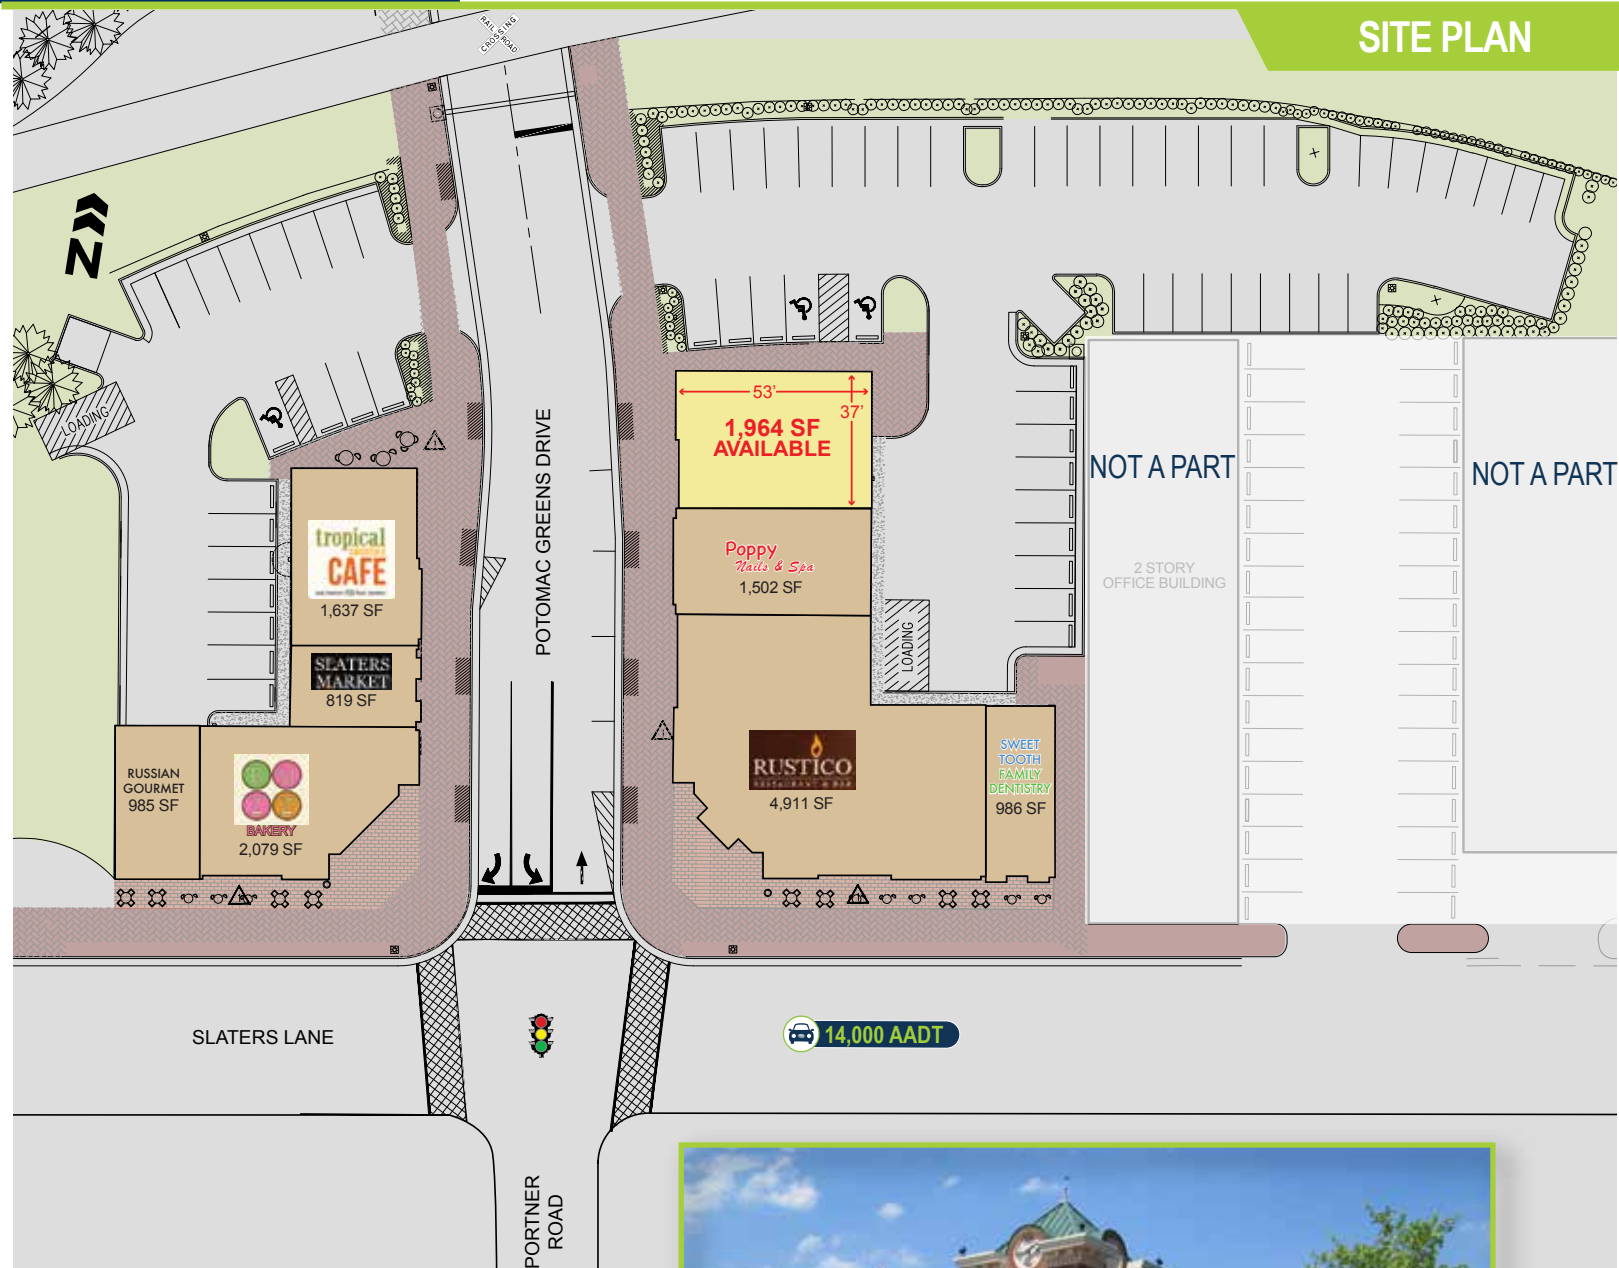 SITE PLAN
RAIL ROAD
CROSSING
N
LOADING
53'
37'
1,964 SF
AVAILABLE
POTOMAC GREENS DRIVE
NOT A PART
NOT A PART
tropical
CAFE
1,637 SF
Poppy
Nails & Spa
1,502 SF
2 STORY
OFFICE BUILDING
LOADING
SLATERS
MARKET
819 SF
RUSSIAN
GOURMET
985 SF
BAKERY
2,079 SF
RUSTICO
RESTAURANT & BAR
4,911 SF
SWEET
TOOTH
FAMILY
DENTISTRY
986 SF
SLATERS LANE
14,000 AADT
PORTNER
ROAD